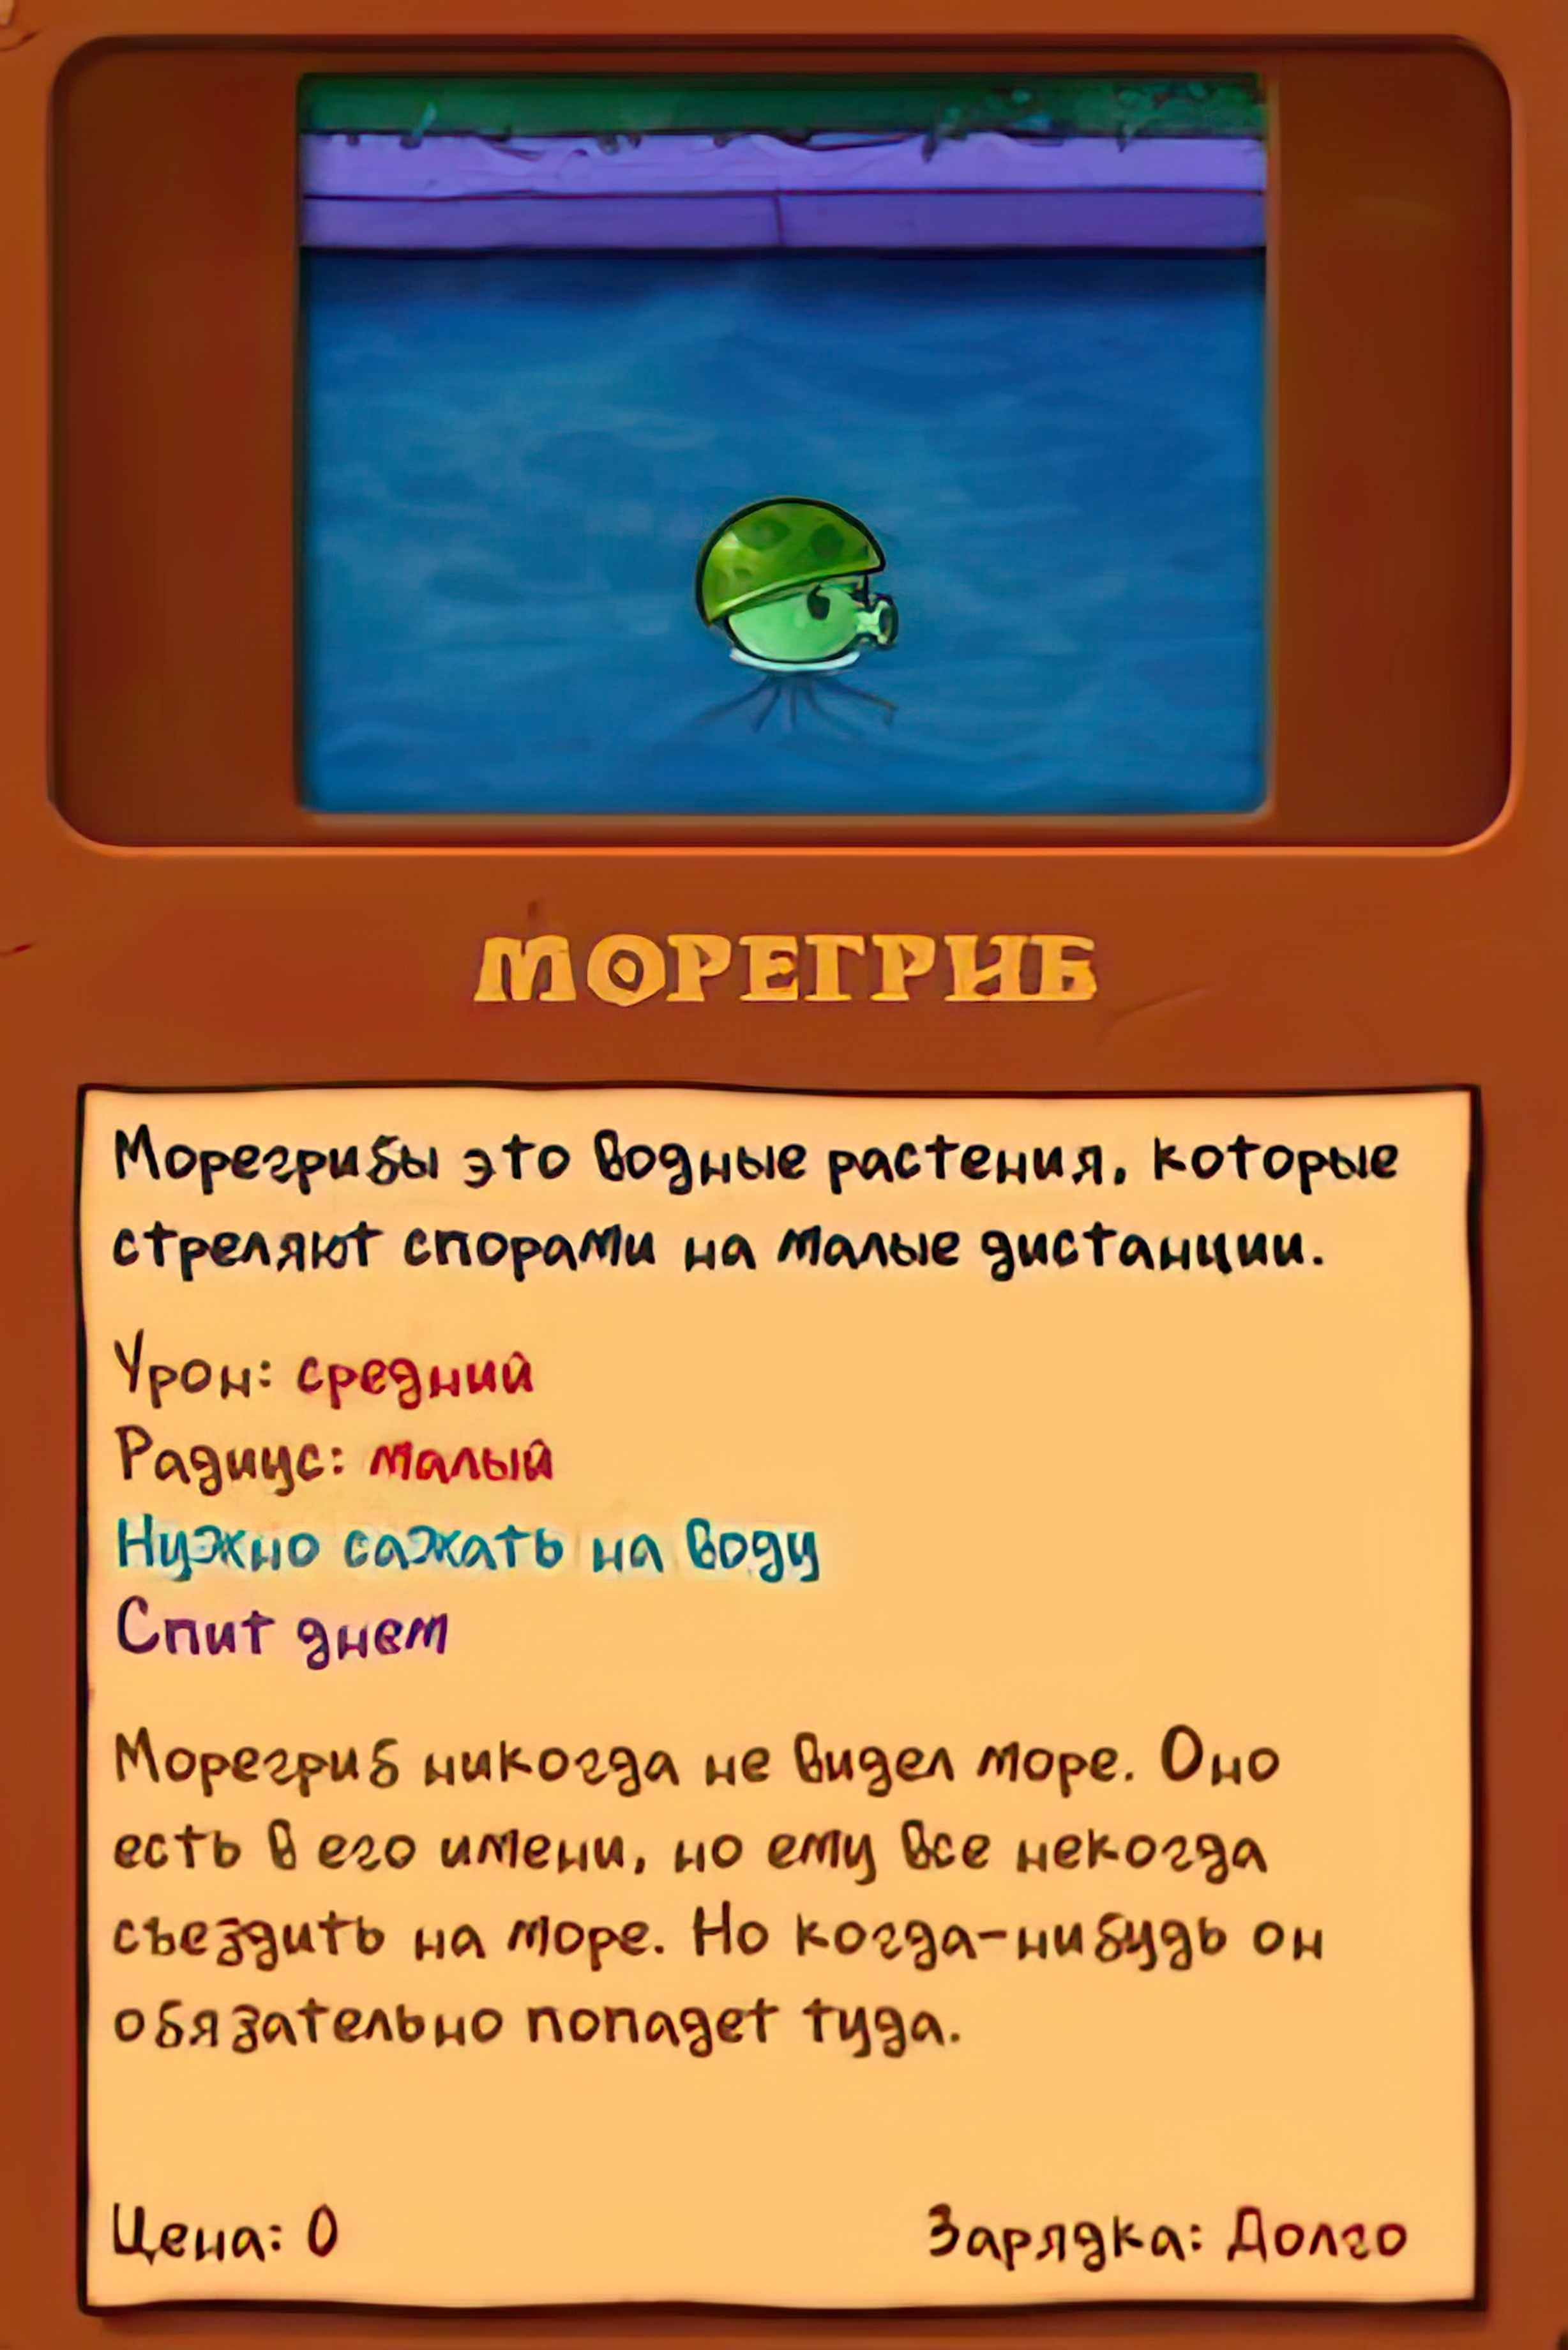 МОРЕГРИБ
Морегрибы это водные растения, которые
стреляют спорами на малые дистанции.
Урон: средний
Радиус: малый
Нужно сажать на воду
Спит днем
Морегриб никогда не видел море. Оно
есть в его имени, но ему все некогда
съездить на море. Но когда-нибудь он
обязательно попадет туда.
Цена: 0
Зарядка: Долго